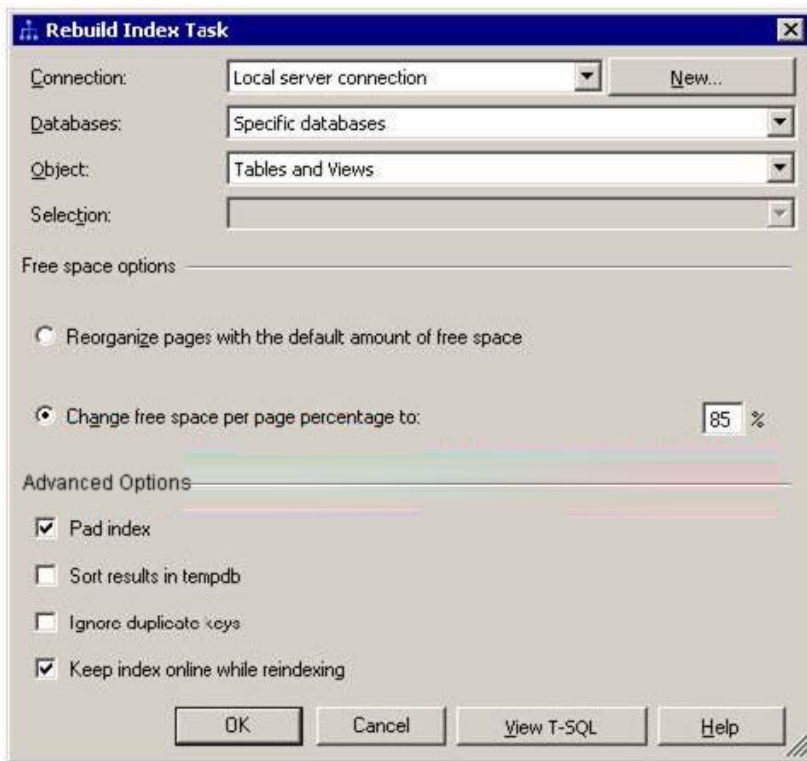 Rebuild Index Task
Connection: Local server connection New...
Databases: Specific databases
Object: Tables and Views
Selection:
Free space options
Reorganize pages with the default amount of free space
Change free space per page percentage to: 85 %
Advanced Options
Pad index
Sort results in tempdb
Ignore duplicate keys
Keep index online while reindexing
OK Cancel View T-SQL Help